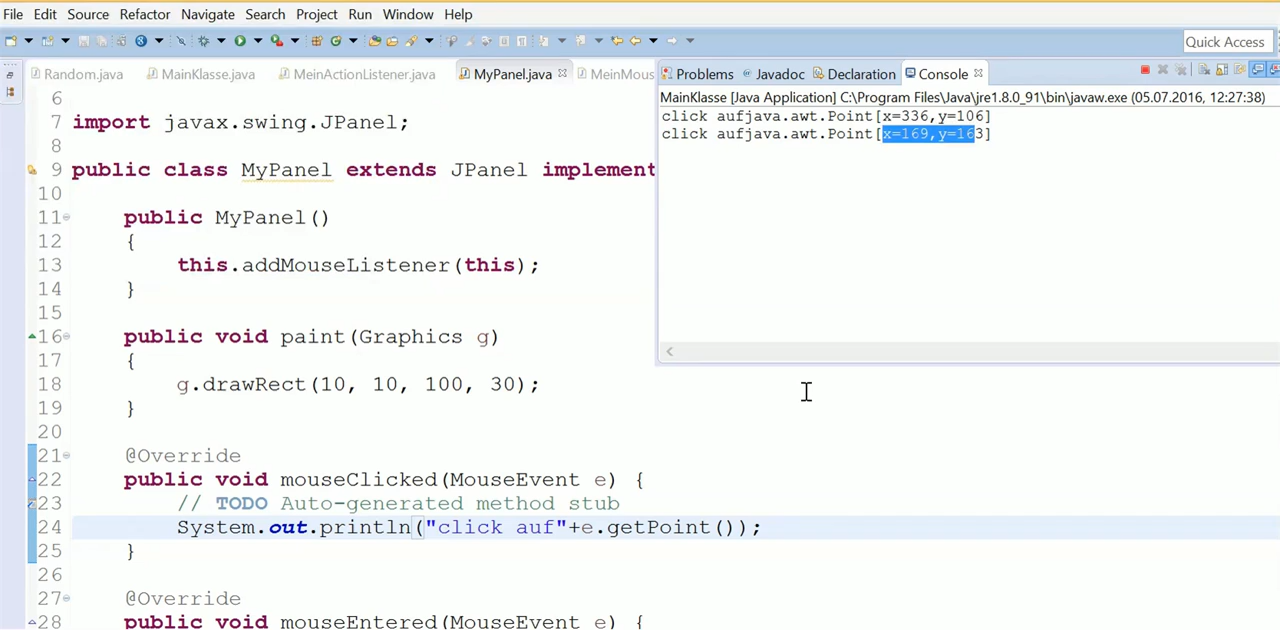 File Edit Source Refactor Navigate Search Project Run Window Help
Quick Access
Random.java MainKlasse.java MeinActionListener.java MyPanel.java MeinMous
Problems Javadoc Declaration Console
MainKlasse [Java Application] C:\Program Files\Java\jre1.8.0_91\bin\javaw.exe (05.07.2016, 12:27:38)
click aufjava.awt.Point[x=336,y=106]
click aufjava.awt.Point[x=169,y=163]
6
7 import javax.swing.JPanel;
8
9 public class MyPanel extends JPanel implement
10
11 public MyPanel()
12 {
13 this.addMouseListener(this);
14 }
15
16 public void paint(Graphics g)
17 {
18 g.drawRect(10, 10, 100, 30);
19 }
20
21 @Override
22 public void mouseClicked(MouseEvent e) {
23 // TODO Auto-generated method stub
24 System.out.println("click auf"+e.getPoint());
25 }
26
27 @Override
28 public void mouseEntered(MouseEvent e) {